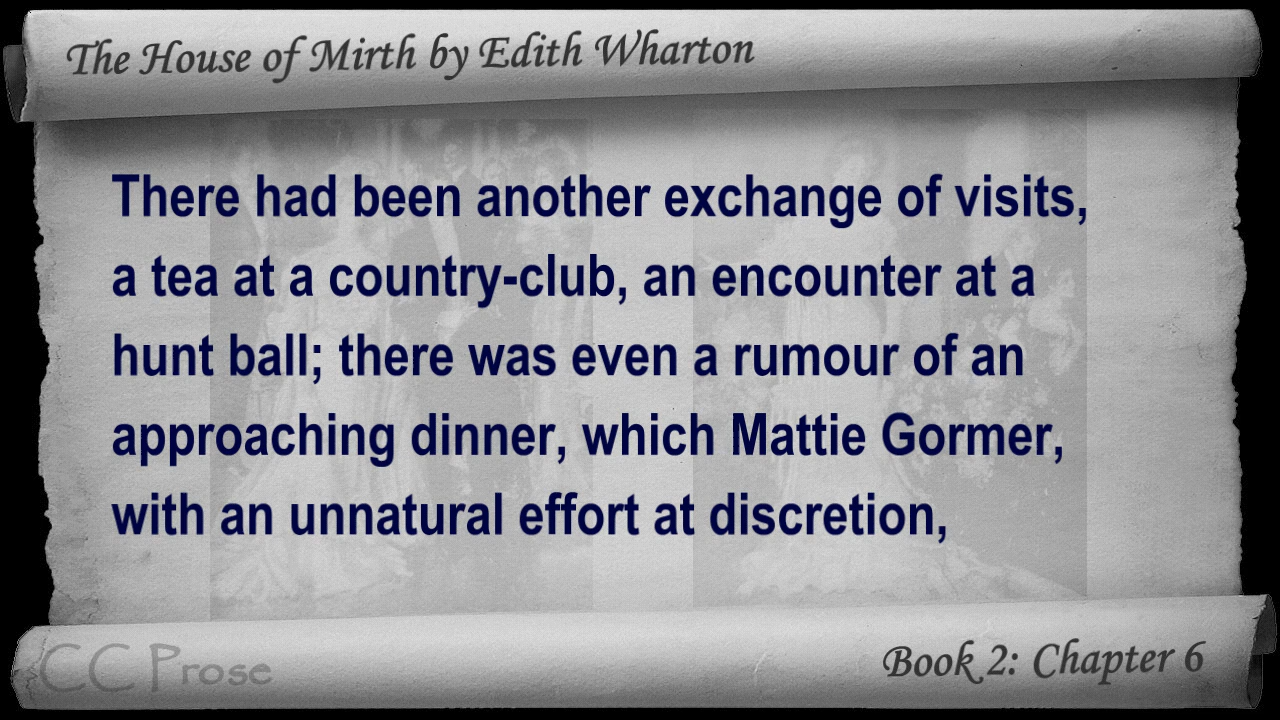 The House of Mirth by Edith Wharton
There had been another exchange of visits,
a tea at a country-club, an encounter at a
hunt ball; there was even a rumour of an
approaching dinner, which Mattie Gormer,
with an unnatural effort at discretion,
CC Prose
Book 2: Chapter 6